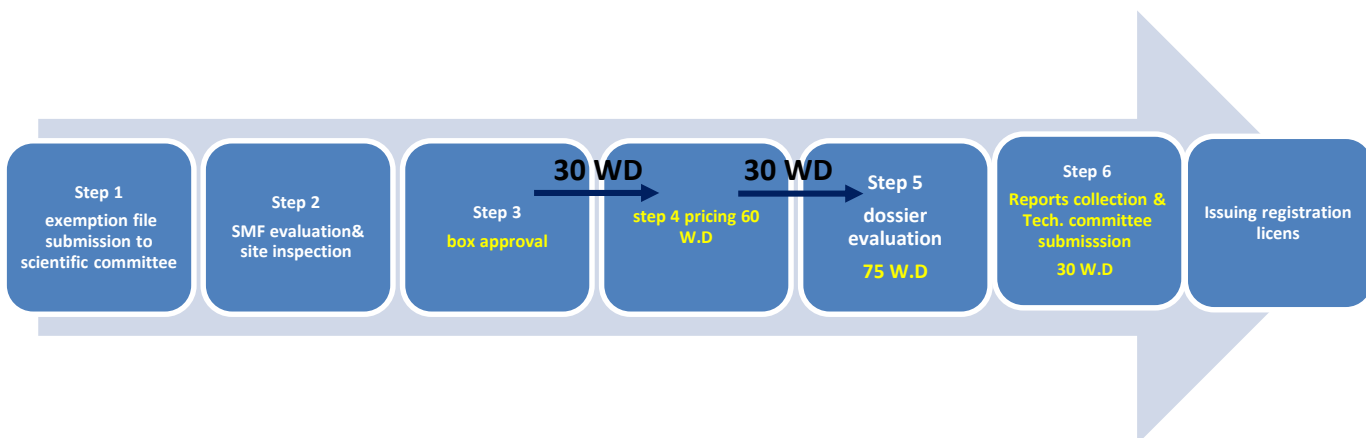 Step 1
exemption file
submission to
scientific committee
Step 2
SMF evaluation&
site inspection
Step 3
box approval
30 WD
step 4 pricing 60
W.D
30 WD
Step 5
dossier
evaluation
75 W.D
Step 6
Reports collection &
Tech. committee
submisssion
30 W.D
Issuing registration
licens